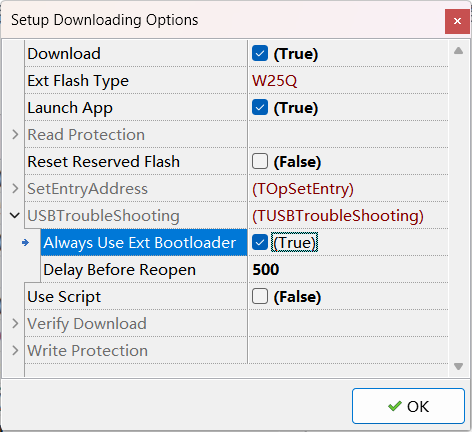 Setup Downloading Options
Download (True)
Ext Flash Type W25Q
Launch App (True)
Read Protection
Reset Reserved Flash (False)
SetEntryAddress (TOpSetEntry)
USBTroubleShooting (TUSBTroubleShooting)
Always Use Ext Bootloader (True)
Delay Before Reopen 500
Use Script (False)
Verify Download
Write Protection
OK